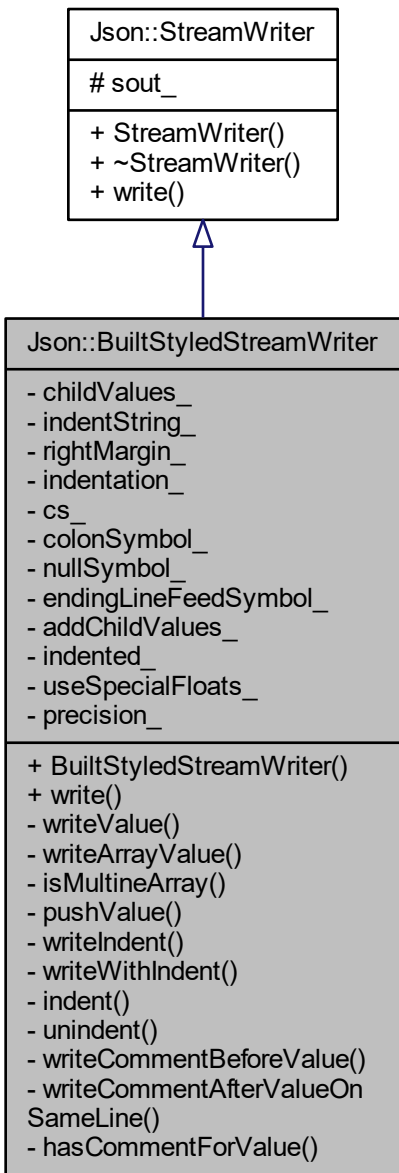 Json::StreamWriter
# sout_
+ StreamWriter()
+ ~StreamWriter()
+ write()
Json::BuiltStyledStreamWriter
- childValues_
- indentString_
- rightMargin_
- indentation_
- cs_
- colonSymbol_
- nullSymbol_
- endingLineFeedSymbol_
- addChildValues_
- indented_
- useSpecialFloats_
- precision_
+ BuiltStyledStreamWriter()
+ write()
- writeValue()
- writeArrayValue()
- isMultineArray()
- pushValue()
- writeIndent()
- writeWithIndent()
- indent()
- unindent()
- writeCommentBeforeValue()
- writeCommentAfterValueOn
SameLine()
- hasCommentForValue()